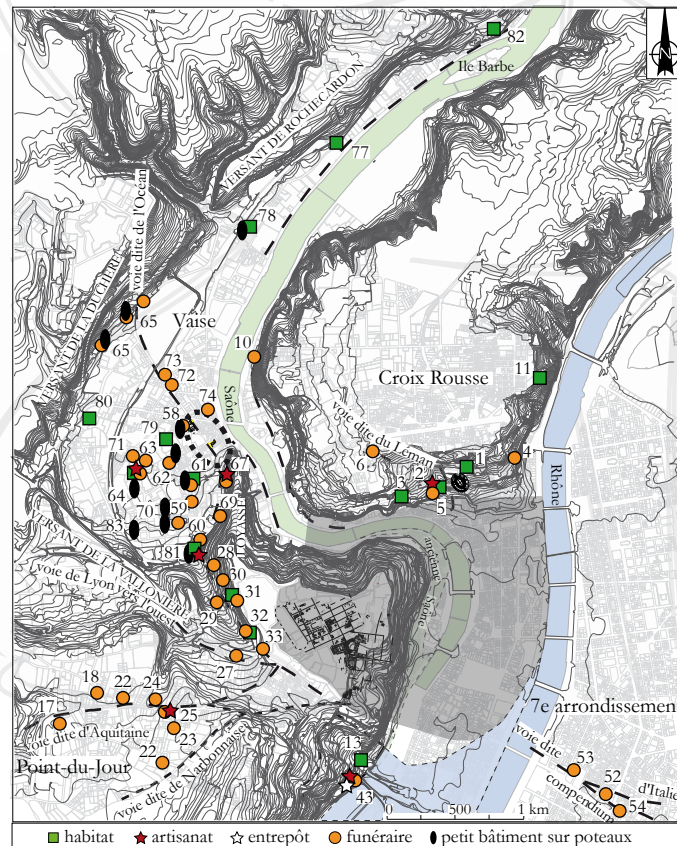 N
82
Ile Barbe
VERSANT DE ROCHECARDON
77
78
voie dite de l'Océan
VERSANT DE LA DUCHÈRE
65
Vaise
65
10
73
72
Saône
Croix Rousse
11
80
74
58
79
voie dite du Léman
71
63
6
61
67
62
2
1
4
64
3
5
Rhône
70
59
69
83
60
81
28
VERSANT DE LA VALLONIÈRE
voie de Lyon vers l'ouest
ancienne Saône
30
31
29
32
33
27
18
22
24
17
25
7e arrondissement
voie dite d'Aquitaine
23
13
voie dite
53
22
Point-du-Jour
voie dite de Narbonnaise
52
d'Italie
compendium
54
43
0 500 1 km
habitat artisanat entrepôt funéraire petit bâtiment sur poteaux